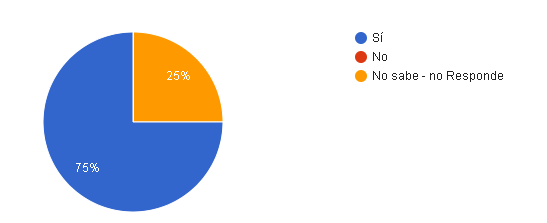 Sí
No
No sabe - no Responde
25%
75%